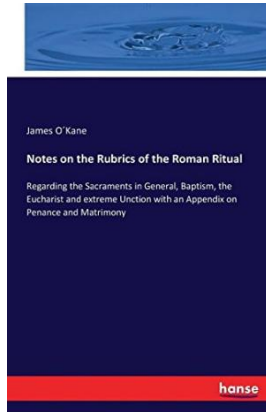 James O´Kane
Notes on the Rubrics of the Roman Ritual
Regarding the Sacraments in General, Baptism, the
Eucharist and extreme Unction with an Appendix on
Penance and Matrimony
hanse